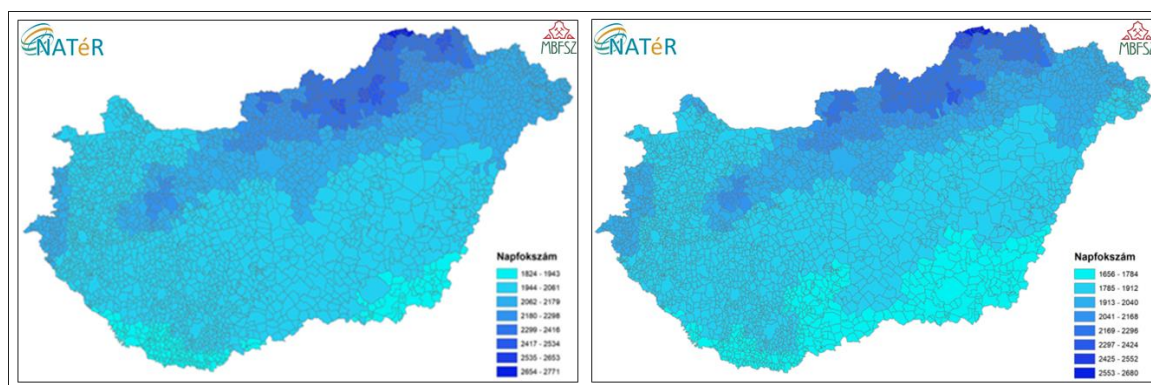 NATéR
MBFSZ
Napfokszám
1824 - 1943
1944 - 2061
2062 - 2179
2180 - 2298
2299 - 2416
2417 - 2534
2535 - 2653
2654 - 2771
NATéR
MBFSZ
Napfokszám
1656 - 1784
1785 - 1912
1913 - 2040
2041 - 2168
2169 - 2296
2297 - 2424
2425 - 2552
2553 - 2680